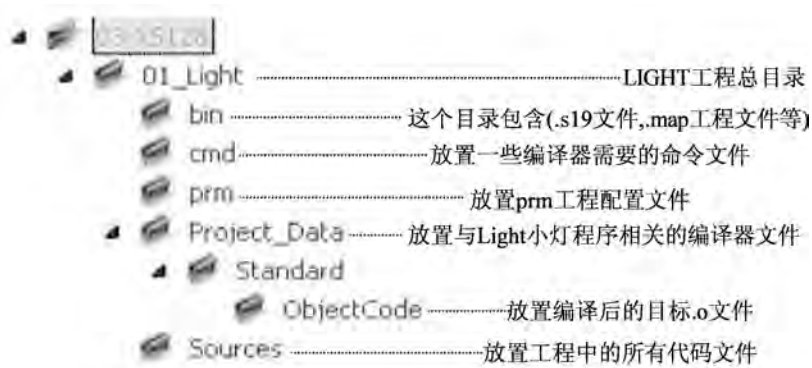 01_Light LIGHT工程总目录
bin 这个目录包含(.s19文件,.map工程文件等)
cmd 放置一些编译器需要的命令文件
prm 放置prm工程配置文件
Project_Data 放置与Light小灯程序相关的编译器文件
Standard
ObjectCode 放置编译后的目标.o文件
Sources 放置工程中的所有代码文件